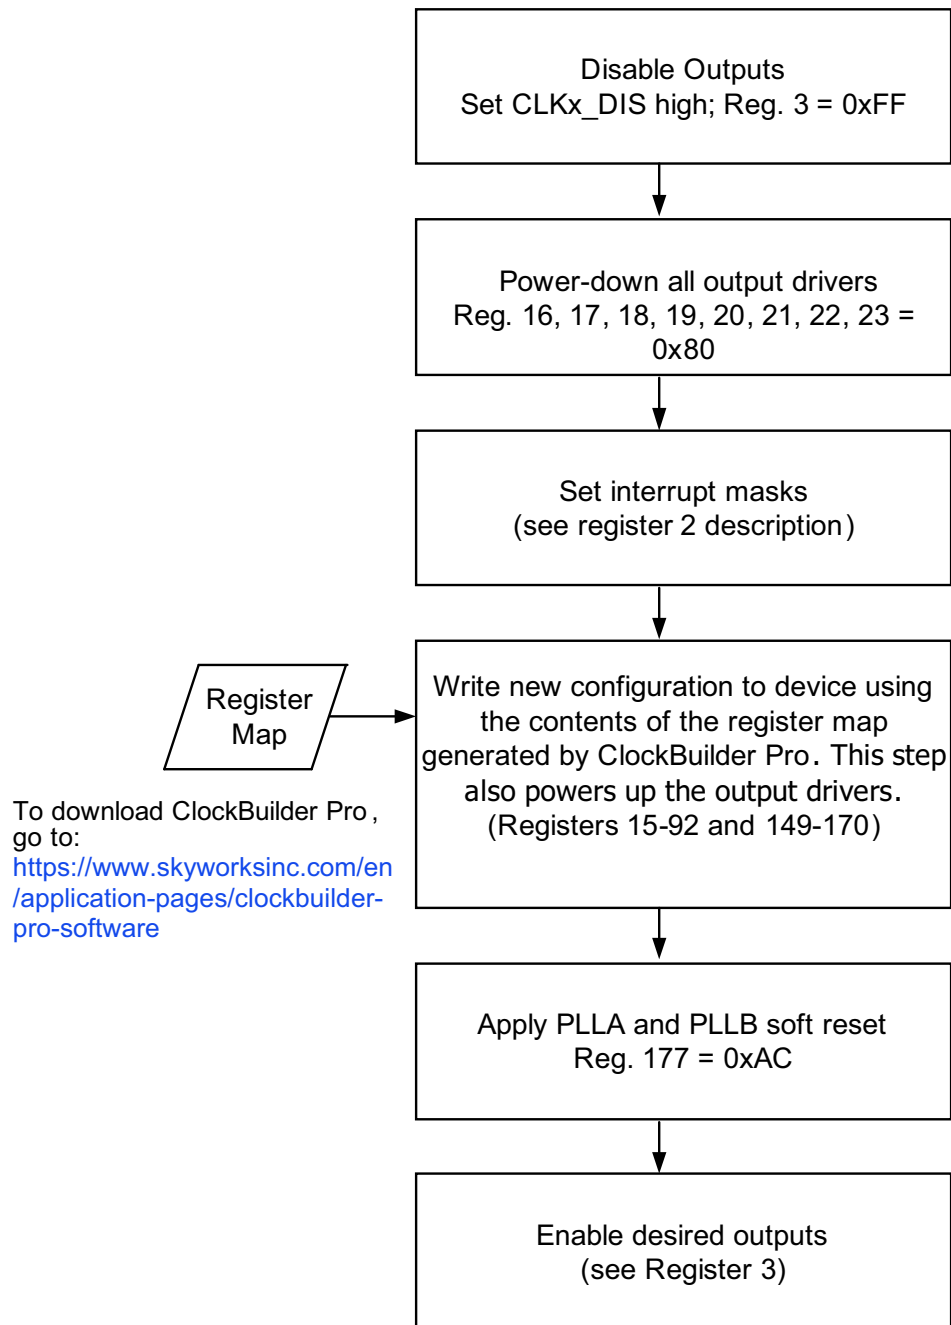 Disable Outputs
Set CLKx_DIS high; Reg. 3 = 0xFF
Power-down all output drivers
Reg. 16, 17, 18, 19, 20, 21, 22, 23 =
0x80
Set interrupt masks
(see register 2 description)
Register
Map
Write new configuration to device using
the contents of the register map
generated by ClockBuilder Pro. This step
also powers up the output drivers.
(Registers 15-92 and 149-170)
To download ClockBuilder Pro,
go to:
https://www.skyworksinc.com/en
/application-pages/clockbuilder-
pro-software
Apply PLLA and PLLB soft reset
Reg. 177 = 0xAC
Enable desired outputs
(see Register 3)